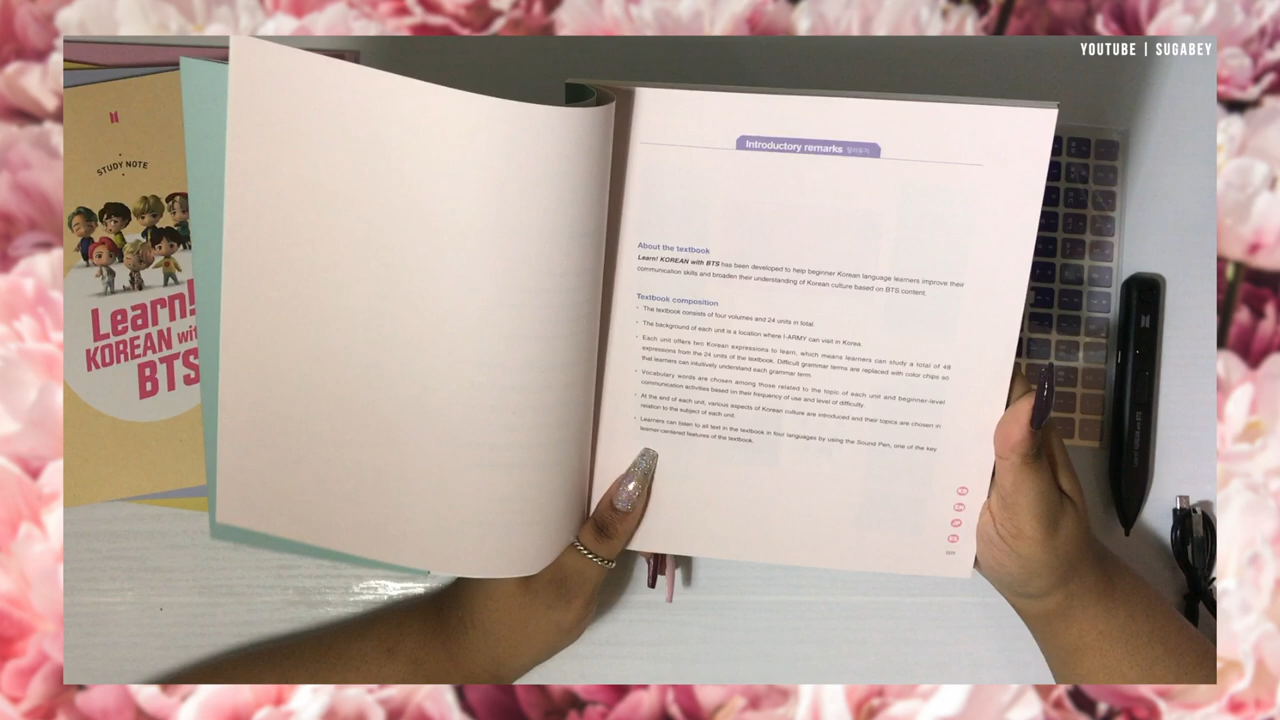 YOUTUBE | SUGABEY
STUDY NOTE
Learn!
KOREAN with
BTS
Introductory remarks 일러두기
About the textbook
Learn! KOREAN with BTS has been developed to help beginner Korean language learners improve their
communication skills and broaden their understanding of Korean culture based on BTS content.
Textbook composition
• The textbook consists of four volumes and 24 units in total.
• The background of each unit is a location where I-ARMY can visit in Korea.
• Each unit offers two Korean expressions to learn, which means learners can study a total of 48
expressions from the 24 units of the textbook. Difficult grammar terms are replaced with color chips so
that learners can intuitively understand each grammar term.
• Vocabulary words are chosen among those related to the topic of each unit and beginner-level
communication activities based on their frequency of use and level of difficulty.
• At the end of each unit, various aspects of Korean culture are introduced and their topics are chosen in
relation to the subject of each unit.
• Learners can listen to all text in the textbook in four languages by using the Sound Pen, one of the key
learner-centered features of the textbook.
Learn! KOREAN with BTS